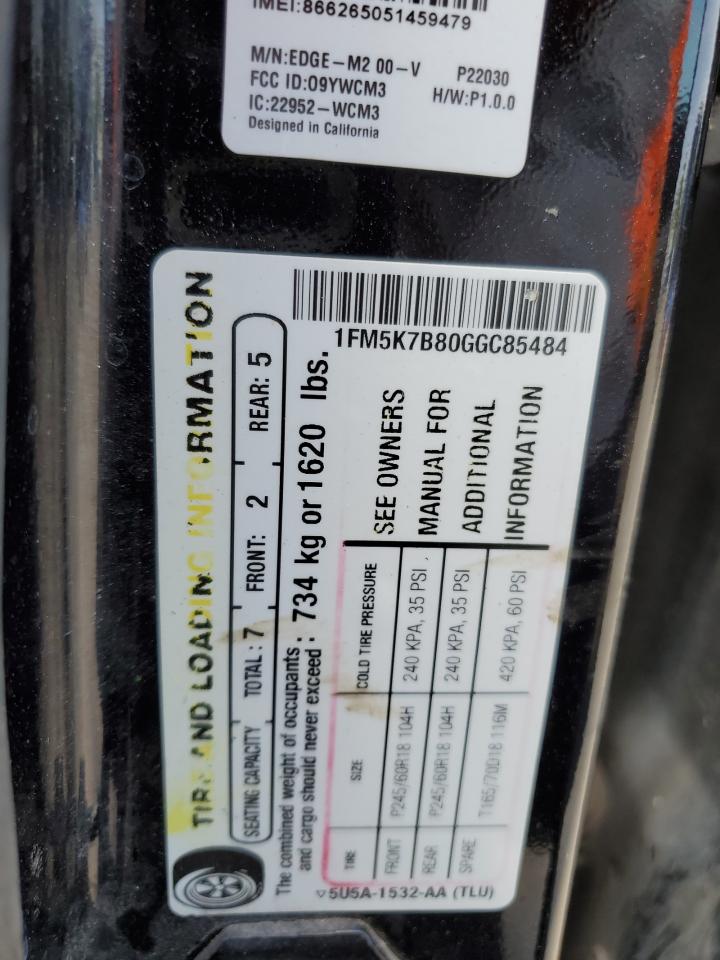 IMEI:866265051459479
M/N:EDGE-M2 00-V P22030
FCC ID:O9YWCM3 H/W:P1.0.0
IC:22952-WCM3
Designed in California
1FM5K7B80GGC85484
TIRE AND LOADING INFORMATION
SEATING CAPACITY TOTAL: 7 FRONT: 2 REAR: 5
The combined weight of occupants
and cargo should never exceed: 734 kg or 1620 lbs.
TIRE SIZE COLD TIRE PRESSURE SEE OWNERS
FRONT P245/60R18 104H 240 KPA, 35 PSI MANUAL FOR
REAR P245/60R18 104H 240 KPA, 35 PSI ADDITIONAL
SPARE T165/70D18 116M 420 KPA, 60 PSI INFORMATION
5U5A-1532-AA (TLU)